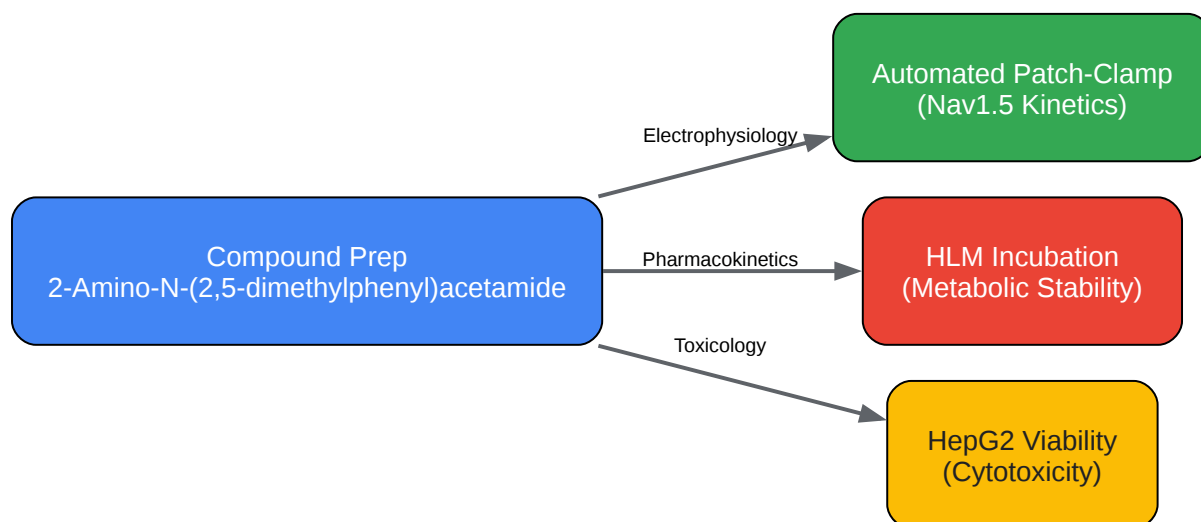 Compound Prep
2-Amino-N-(2,5-dimethylphenyl)acetamide
Electrophysiology
Pharmacokinetics
Toxicology
Automated Patch-Clamp
(Nav1.5 Kinetics)
HLM Incubation
(Metabolic Stability)
HepG2 Viability
(Cytotoxicity)